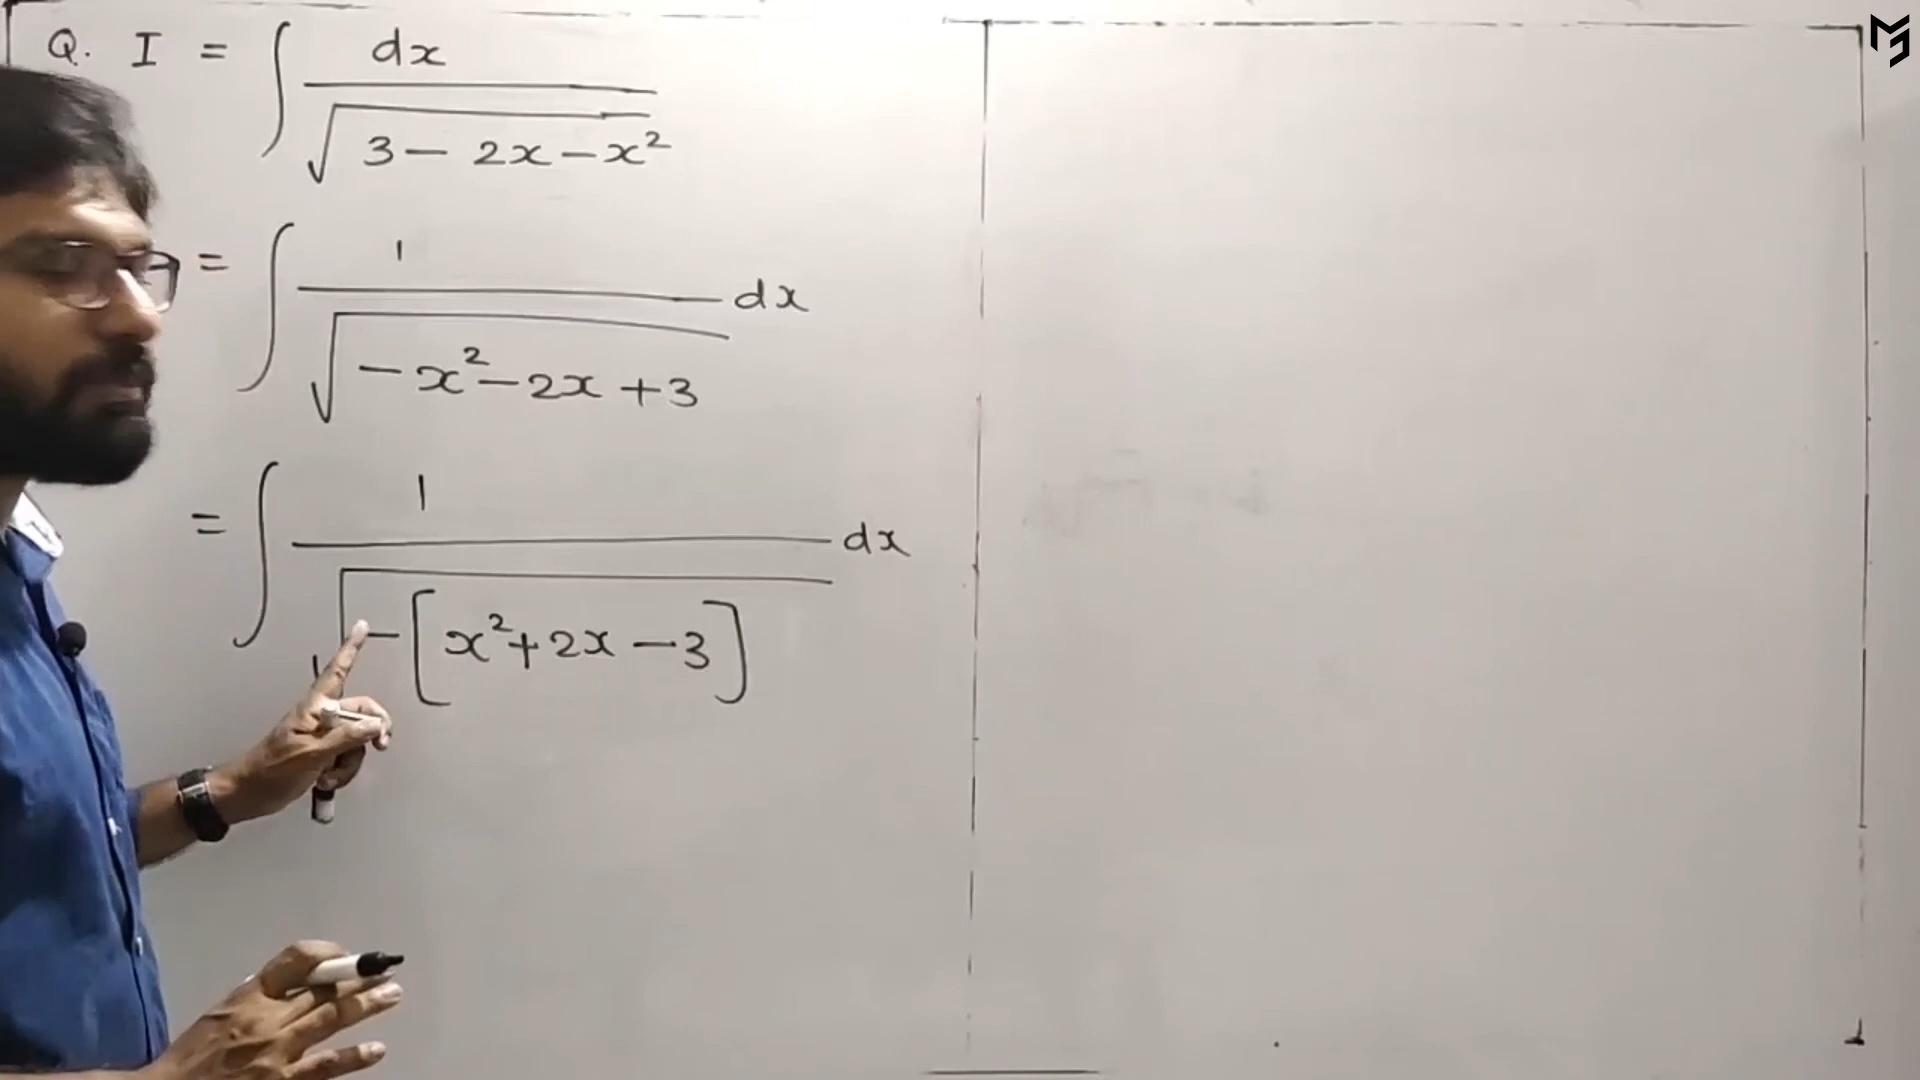 Q. I = ∫ dx / √(3 - 2x - x²)
= ∫ 1 / √(-x² - 2x + 3) dx
= ∫ 1 / √(-[x² + 2x - 3]) dx